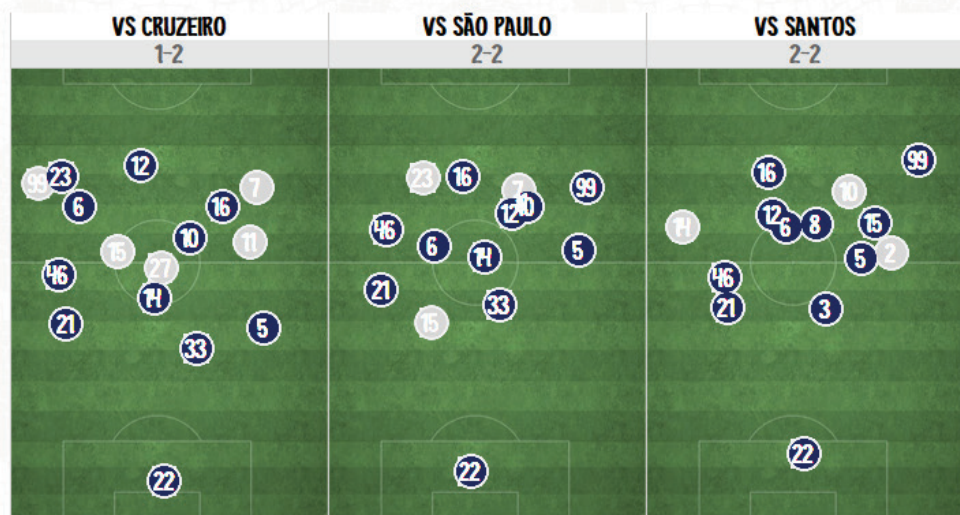 VS CRUZEIRO
1-2
99 23 12 7
6 16
10 11
15 27
46 14
21 5
33
22
VS SÃO PAULO
2-2
23 16 7 99
12 10
46 6 14 5
21 33
15
22
VS SANTOS
2-2
99
16 10
12 6 8 15
14 5 2
46
21 3
22